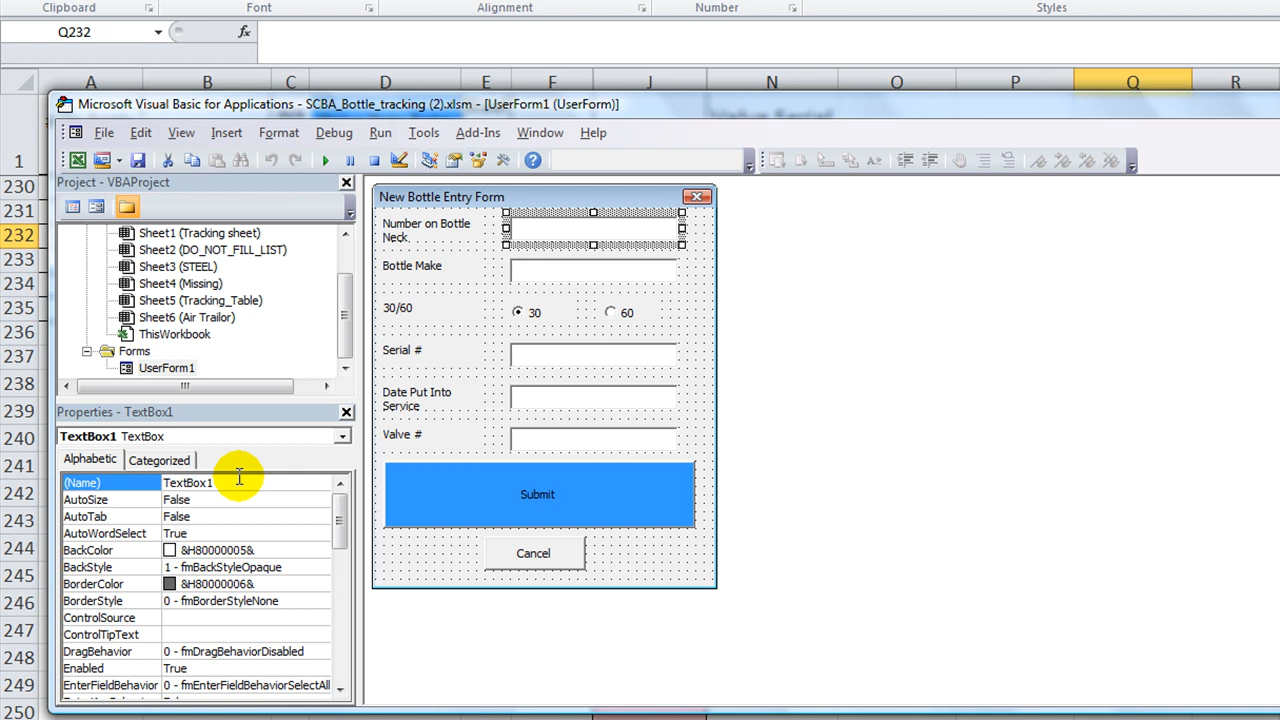 Clipboard Font Alignment Number Styles
Q232 fx
A B C D E F J N O P Q R
Microsoft Visual Basic for Applications - SCBA_Bottle_tracking (2).xlsm - [UserForm1 (UserForm)]
File Edit View Insert Format Debug Run Tools Add-Ins Window Help
1
Project - VBAProject
230
231
232
233
234
235
236
237
238
239
240
241
242
243
244
245
246
247
248
249
250
Sheet1 (Tracking sheet)
Sheet2 (DO_NOT_FILL_LIST)
Sheet3 (STEEL)
Sheet4 (Missing)
Sheet5 (Tracking_Table)
Sheet6 (Air Trailor)
ThisWorkbook
Forms
UserForm1
Properties - TextBox1
TextBox1 TextBox
Alphabetic Categorized
(Name) TextBox1
AutoSize False
AutoTab False
AutoWordSelect True
BackColor &H80000005&
BackStyle 1 - fmBackStyleOpaque
BorderColor &H80000006&
BorderStyle 0 - fmBorderStyleNone
ControlSource
ControlTipText
DragBehavior 0 - fmDragBehaviorDisabled
Enabled True
EnterFieldBehavior 0 - fmEnterFieldBehaviorSelectAll
New Bottle Entry Form
Number on Bottle
Neck
Bottle Make
30/60 30 60
Serial #
Date Put Into
Service
Valve #
Submit
Cancel